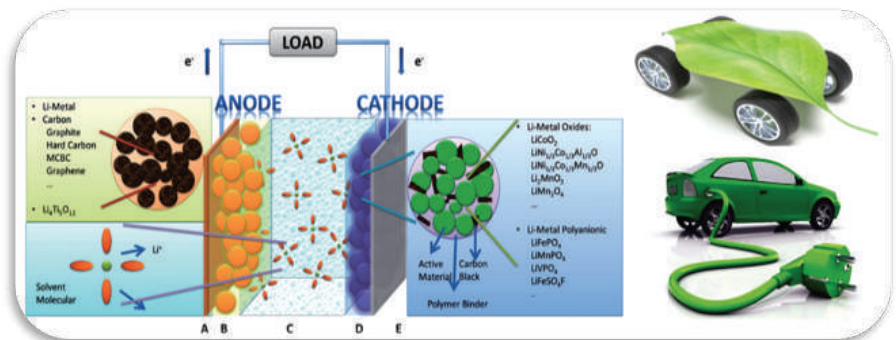 LOAD
e-
e-
ANODE
CATHODE
• Li-Metal
• Carbon
Graphite
Hard Carbon
MCBC
Graphene
...
• Li₄Ti₅O₁₂
Li⁺
Solvent
Molecular
• Li-Metal Oxides:
LiCoO₂
LiNi₁/₃Co₁/₃Al₁/₃O
LiNi₁/₃Co₁/₃Mn₁/₃O
Li₂MnO₃
LiMn₂O₄
...
• Li-Metal Polyanionic
LiFePO₄
LiMnPO₄
LiVPO₄
LiFeSO₄F
...
Active
Material
Carbon
Black
Polymer Binder
A B C D E